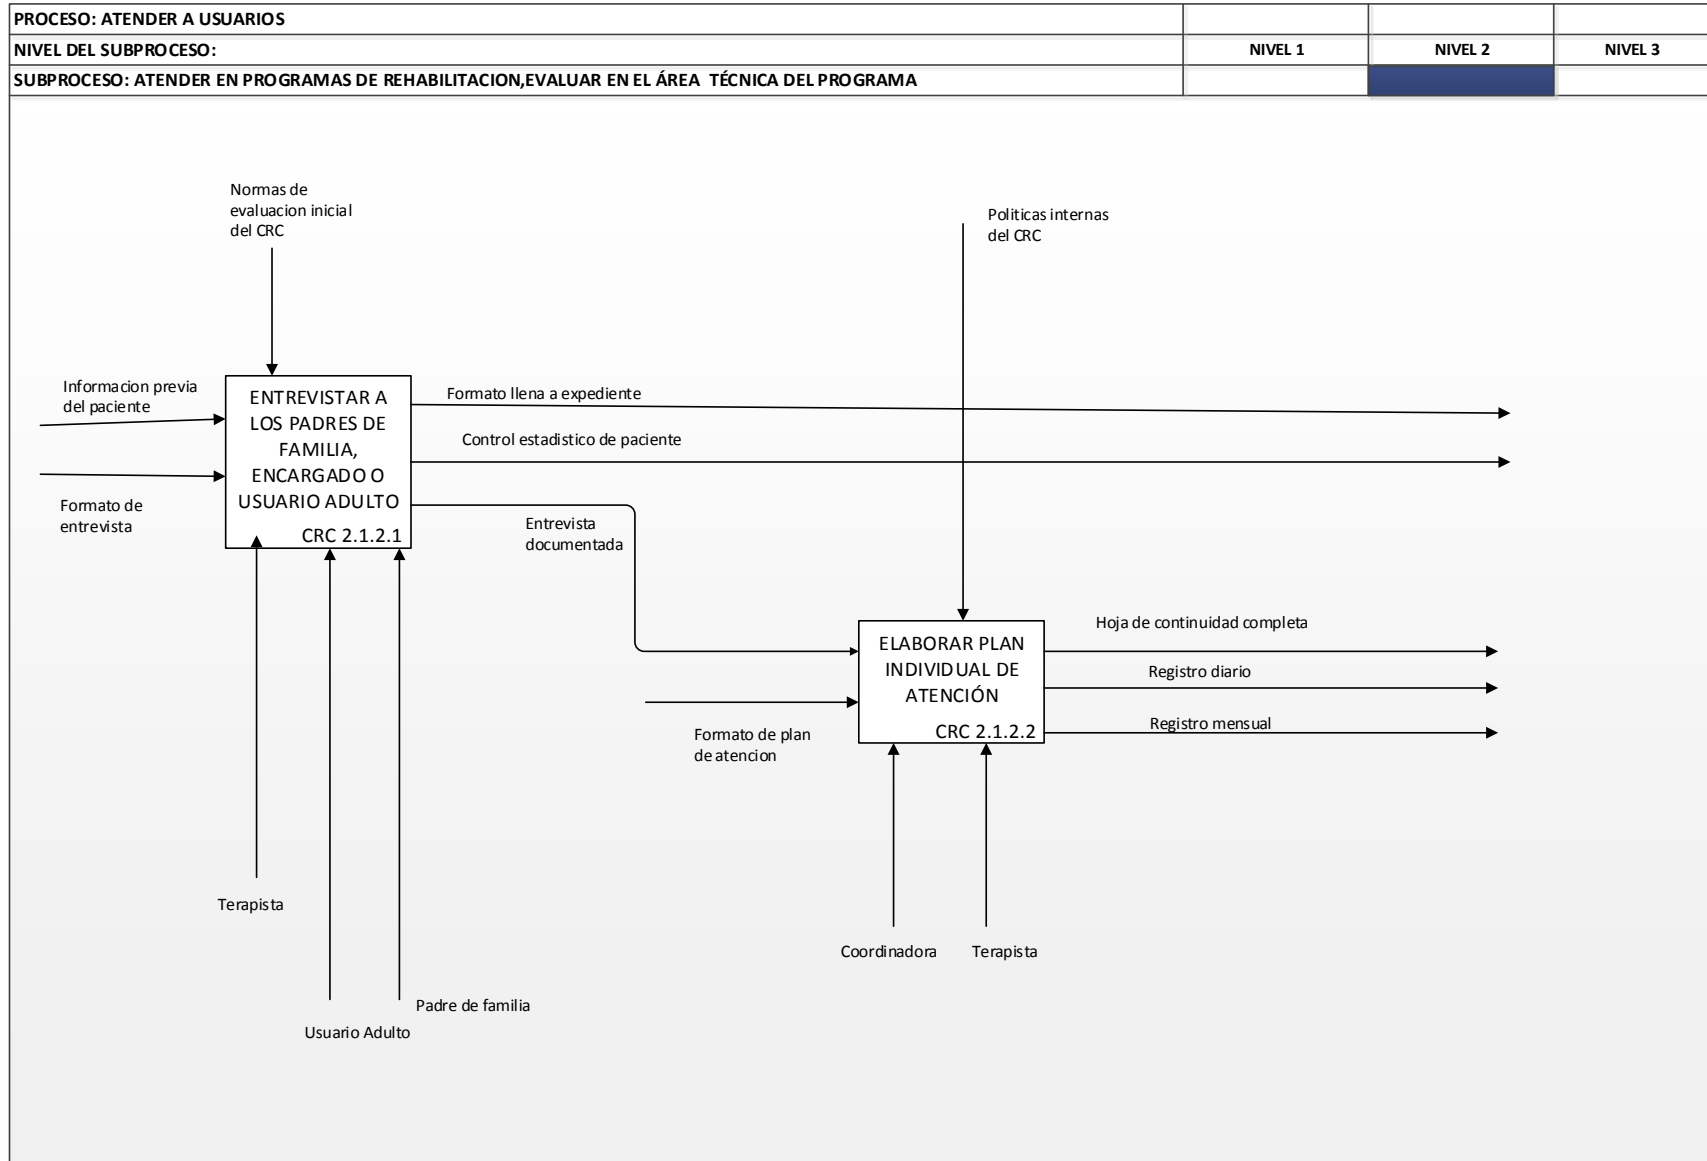 PROCESO: ATENDER A USUARIOS
NIVEL DEL SUBPROCESO:
NIVEL 1
NIVEL 2
NIVEL 3
SUBPROCESO: ATENDER EN PROGRAMAS DE REHABILITACION,EVALUAR EN EL ÁREA TÉCNICA DEL PROGRAMA
Normas de
evaluacion inicial
del CRC
Politicas internas
del CRC
Informacion previa
del paciente
Formato de
entrevista
ENTREVISTAR A
LOS PADRES DE
FAMILIA,
ENCARGADO O
USUARIO ADULTO
CRC 2.1.2.1
Formato llena a expediente
Control estadistico de paciente
Entrevista
documentada
ELABORAR PLAN
INDIVIDUAL DE
ATENCIÓN
CRC 2.1.2.2
Hoja de continuidad completa
Registro diario
Registro mensual
Formato de plan
de atencion
Terapista
Coordinadora
Terapista
Padre de familia
Usuario Adulto